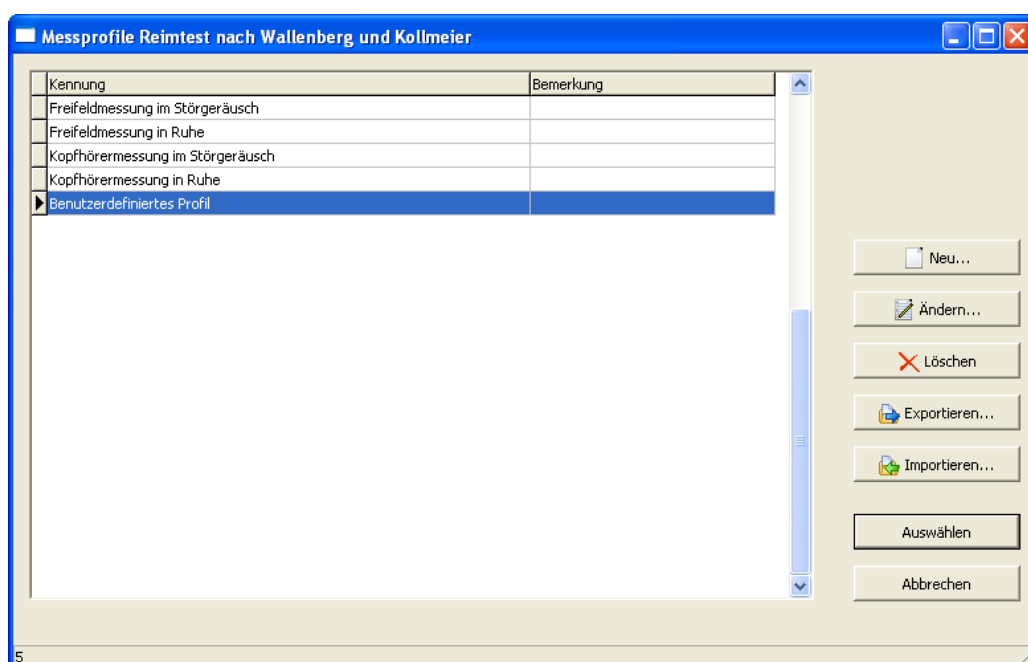 Messprofile Reimtest nach Wallenberg und Kollmeier
Kennung Bemerkung
Freifeldmessung im Störgeräusch
Freifeldmessung in Ruhe
Kopfhörermessung im Störgeräusch
Kopfhörermessung in Ruhe
Benutzerdefiniertes Profil
Neu...
Ändern...
Löschen
Exportieren...
Importieren...
Auswählen
Abbrechen
5